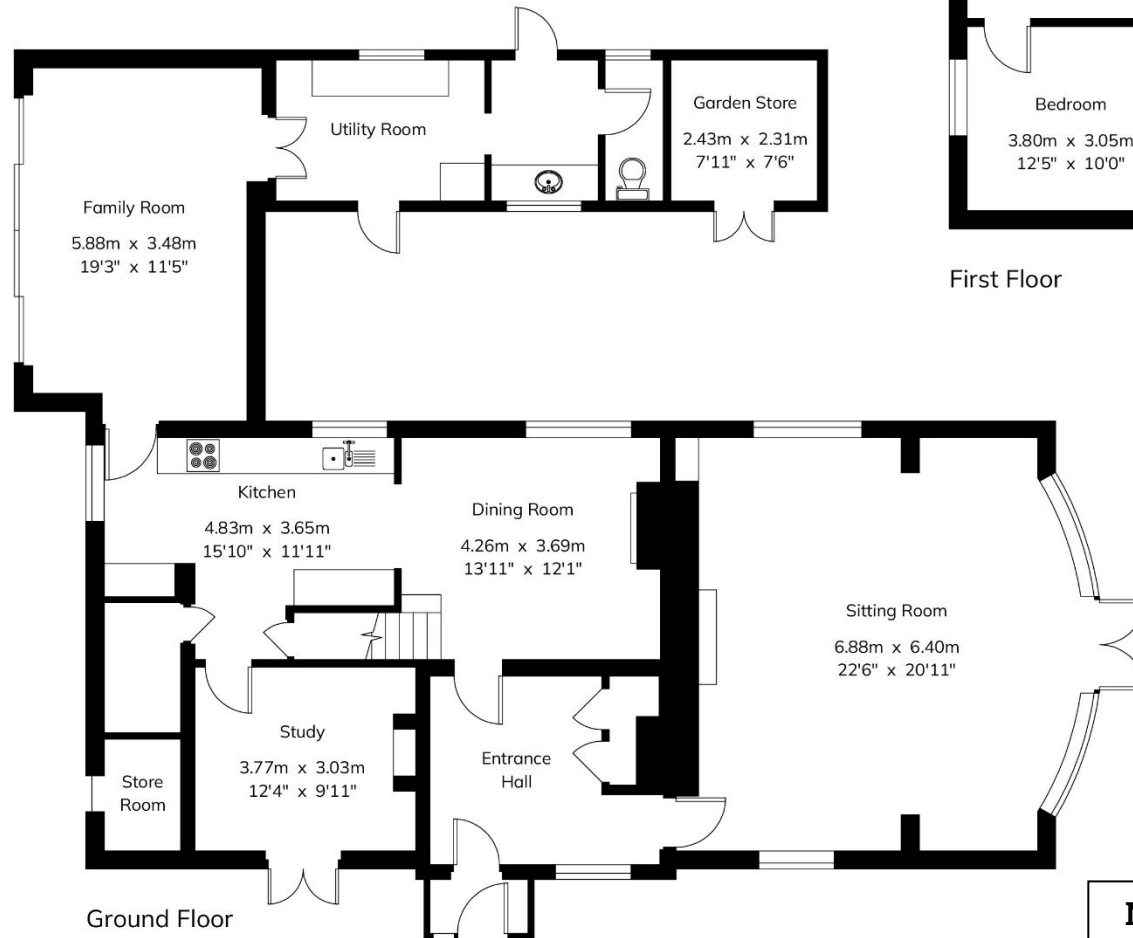 Garden Store
2.43m x 2.31m
7'11" x 7'6"
Bedroom
3.80m x 3.05m
12'5" x 10'0"
Utility Room
Family Room
5.88m x 3.48m
19'3" x 11'5"
First Floor
Kitchen
4.83m x 3.65m
15'10" x 11'11"
Dining Room
4.26m x 3.69m
13'11" x 12'1"
Sitting Room
6.88m x 6.40m
22'6" x 20'11"
Study
3.77m x 3.03m
12'4" x 9'11"
Entrance
Hall
Store
Room
Ground Floor